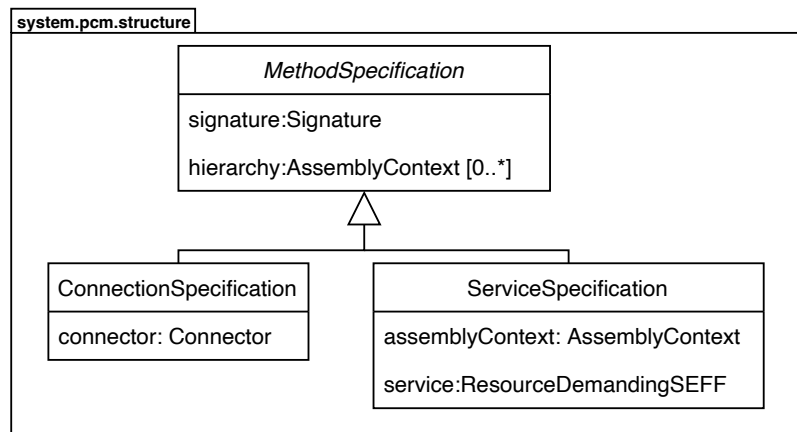 system.pcm.structure
MethodSpecification
signature:Signature
hierarchy:AssemblyContext [0..*]
ConnectionSpecification
connector: Connector
ServiceSpecification
assemblyContext: AssemblyContext
service:ResourceDemandingSEFF